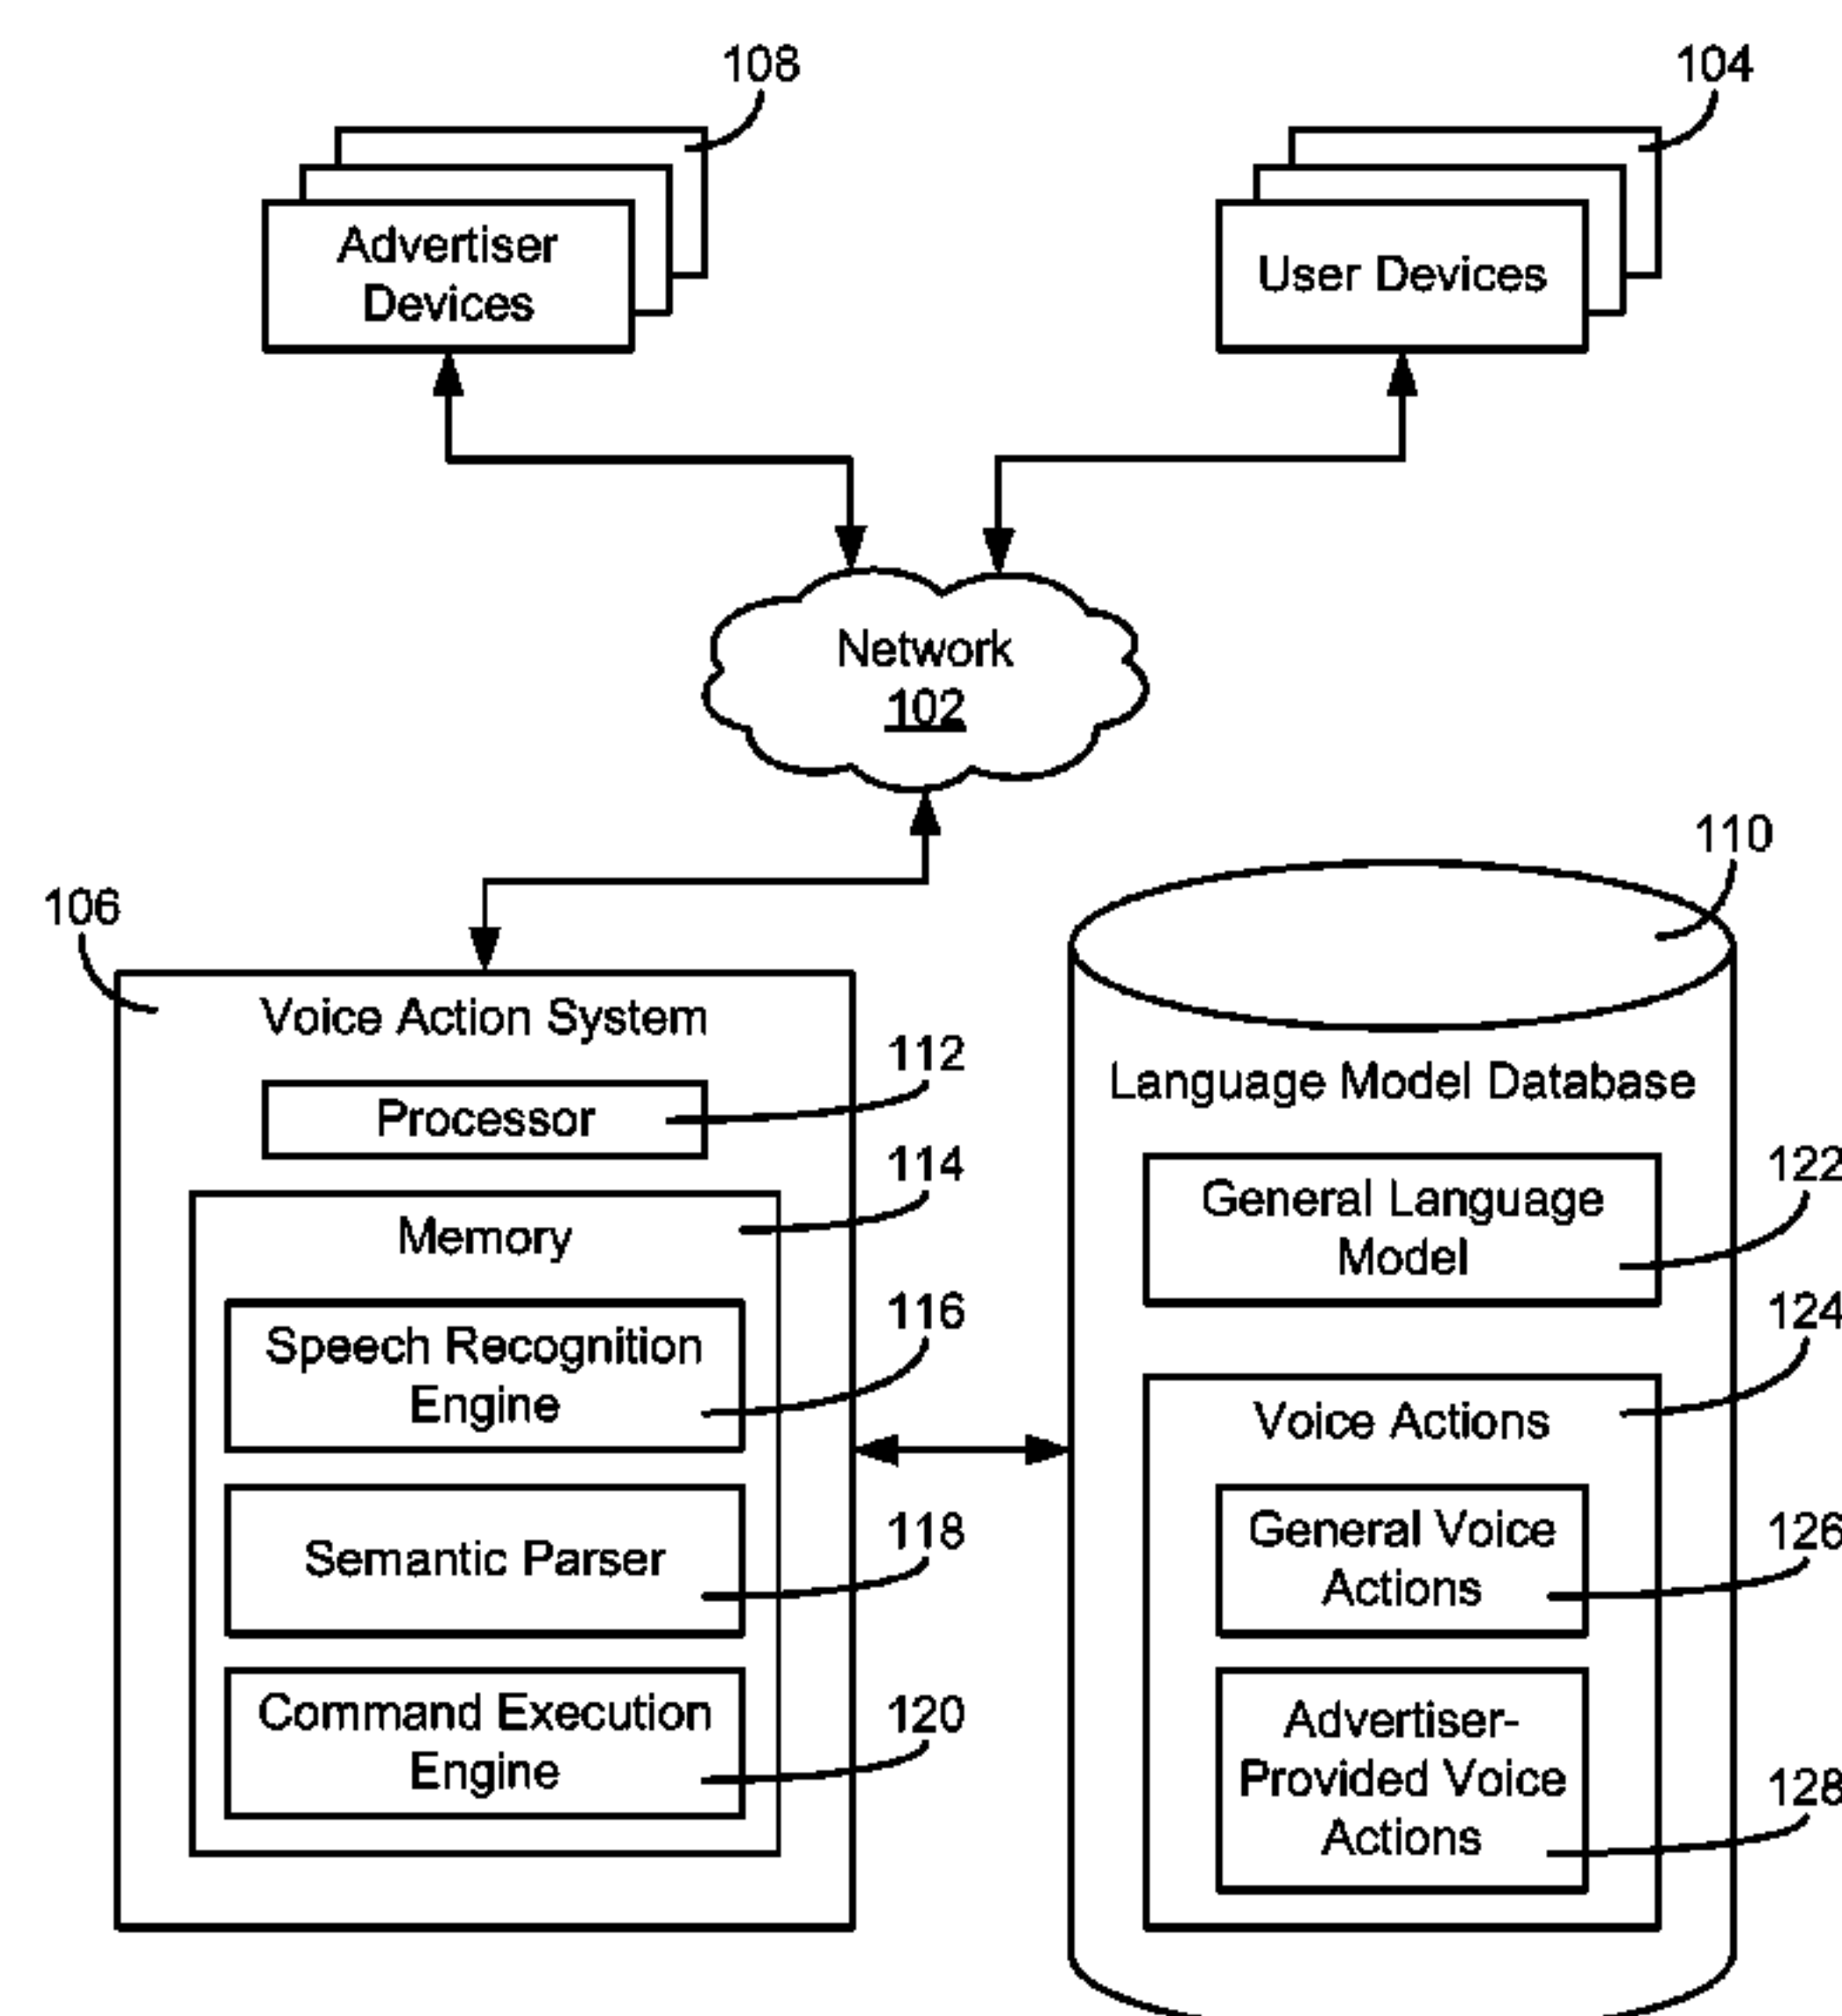 108
104
Advertiser
Devices
User Devices
Network
102
110
106
Voice Action System
112
Processor
114
Memory
116
Speech Recognition
Engine
118
Semantic Parser
120
Command Execution
Engine
Language Model Database
122
General Language
Model
124
Voice Actions
126
General Voice
Actions
128
Advertiser-
Provided Voice
Actions